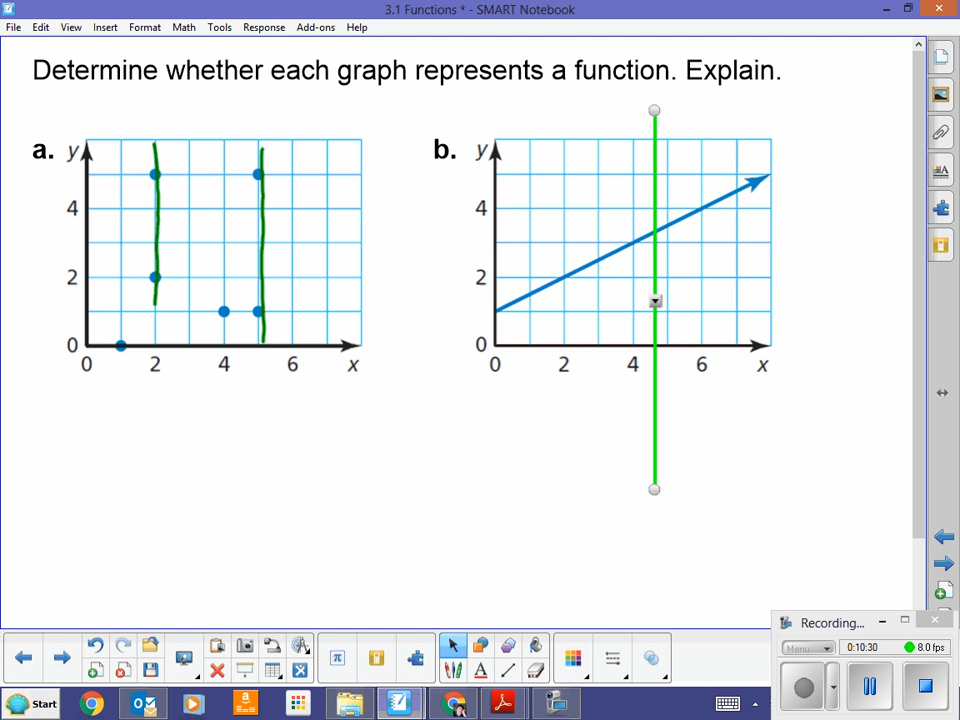 3.1 Functions * - SMART Notebook
File Edit View Insert Format Math Tools Response Add-ons Help
Determine whether each graph represents a function. Explain.
a. y
4
2
0
0 2 4 6 x
b. y
4
2
0
0 2 4 6 x
Recording...
Menu 0:10:30 8.0 fps
Start